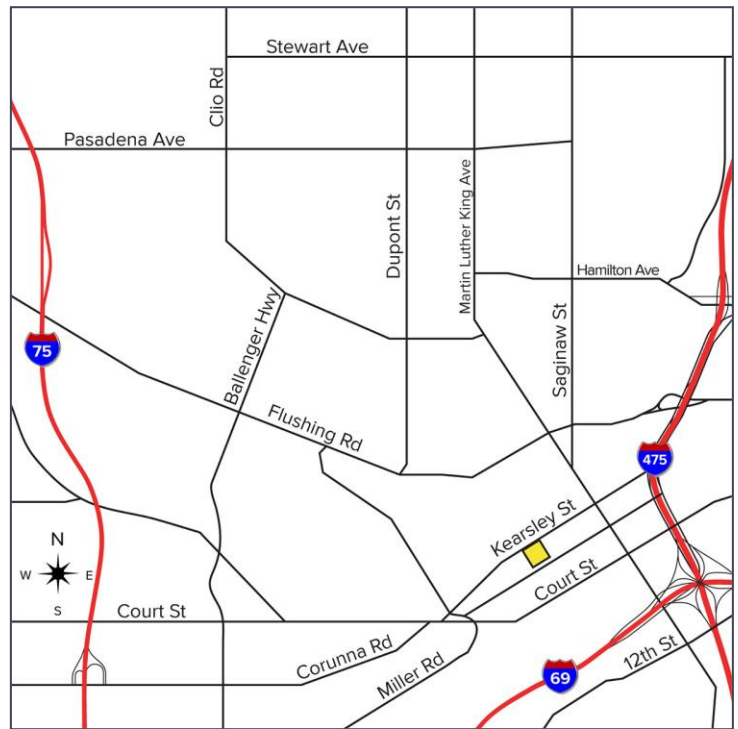 Stewart Ave
Clio Rd
Pasadena Ave
Dupont St
Martin Luther King Ave
Hamilton Ave
Saginaw St
Ballenger Hwy
75
Flushing Rd
475
Kearsley St
N
W E
S
Court St
Court St
Corunna Rd
Miller Rd
12th St
69